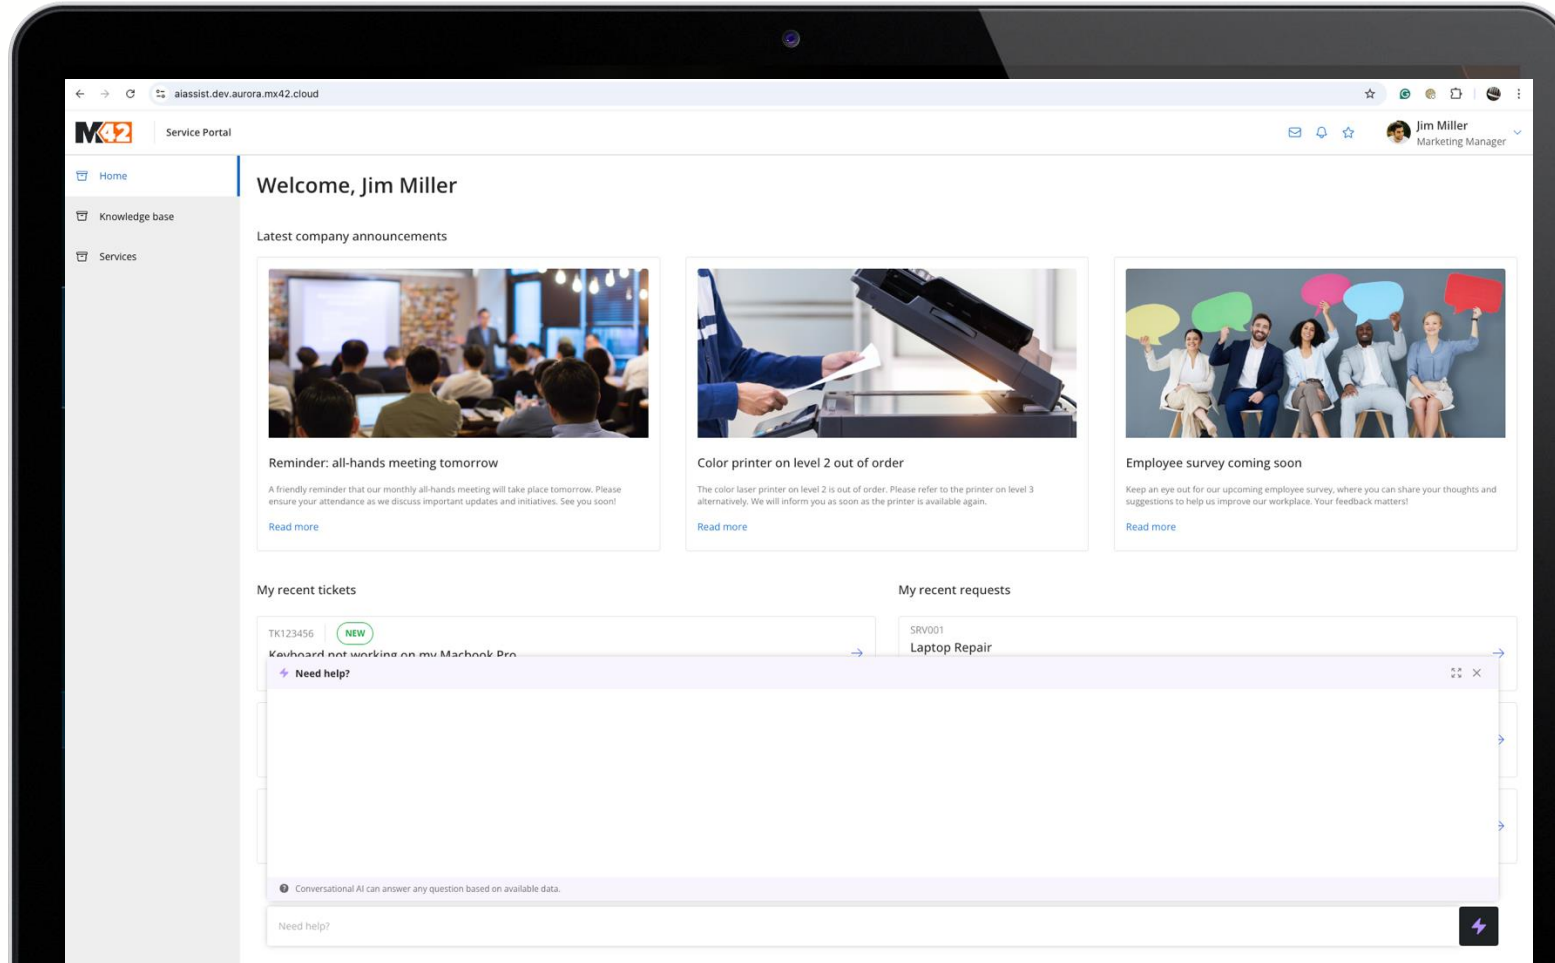 aiassist.dev.aurora.mx42.cloud
M42
Service Portal
Jim Miller
Marketing Manager
Home
Knowledge base
Services
Welcome, Jim Miller
Latest company announcements
Reminder: all-hands meeting tomorrow
A friendly reminder that our monthly all-hands meeting will take place tomorrow. Please
ensure your attendance as we discuss important updates and initiatives. See you soon!
Read more
Color printer on level 2 out of order
The color laser printer on level 2 is out of order. Please refer to the printer on level 3
alternatively. We will inform you as soon as the printer is available again.
Read more
Employee survey coming soon
Keep an eye out for our upcoming employee survey, where you can share your thoughts and
suggestions to help us improve our workplace. Your feedback matters!
Read more
My recent tickets
TK123456 NEW
Keyboard not working on my Macbook Pro
My recent requests
SRV001
Laptop Repair
Need help?
Conversational AI can answer any question based on available data.
Need help?